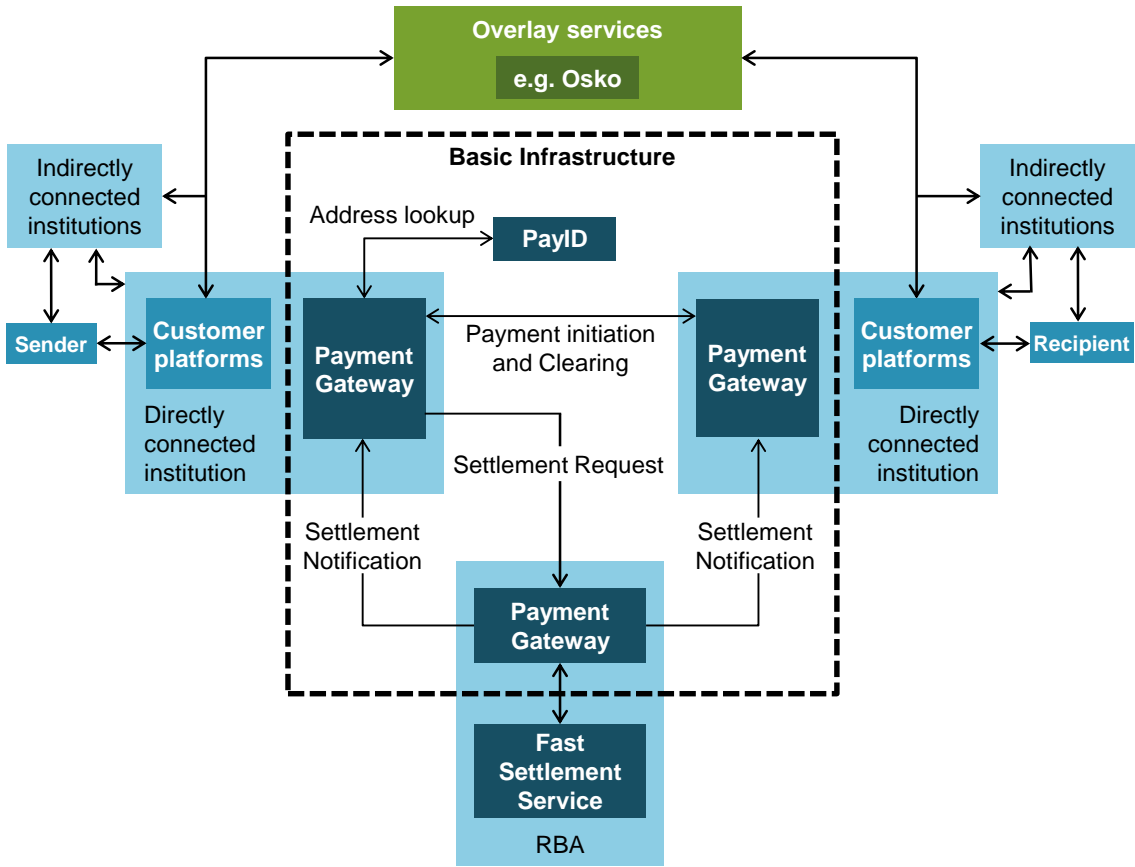 Overlay services
e.g. Osko
Basic Infrastructure
Indirectly
connected
institutions
Indirectly
connected
institutions
Address lookup
PayID
Sender
Customer
platforms
Payment
Gateway
Payment initiation
and Clearing
Payment
Gateway
Customer
platforms
Recipient
Directly
connected
institution
Directly
connected
institution
Settlement Request
Settlement
Notification
Settlement
Notification
Payment
Gateway
Fast
Settlement
Service
RBA